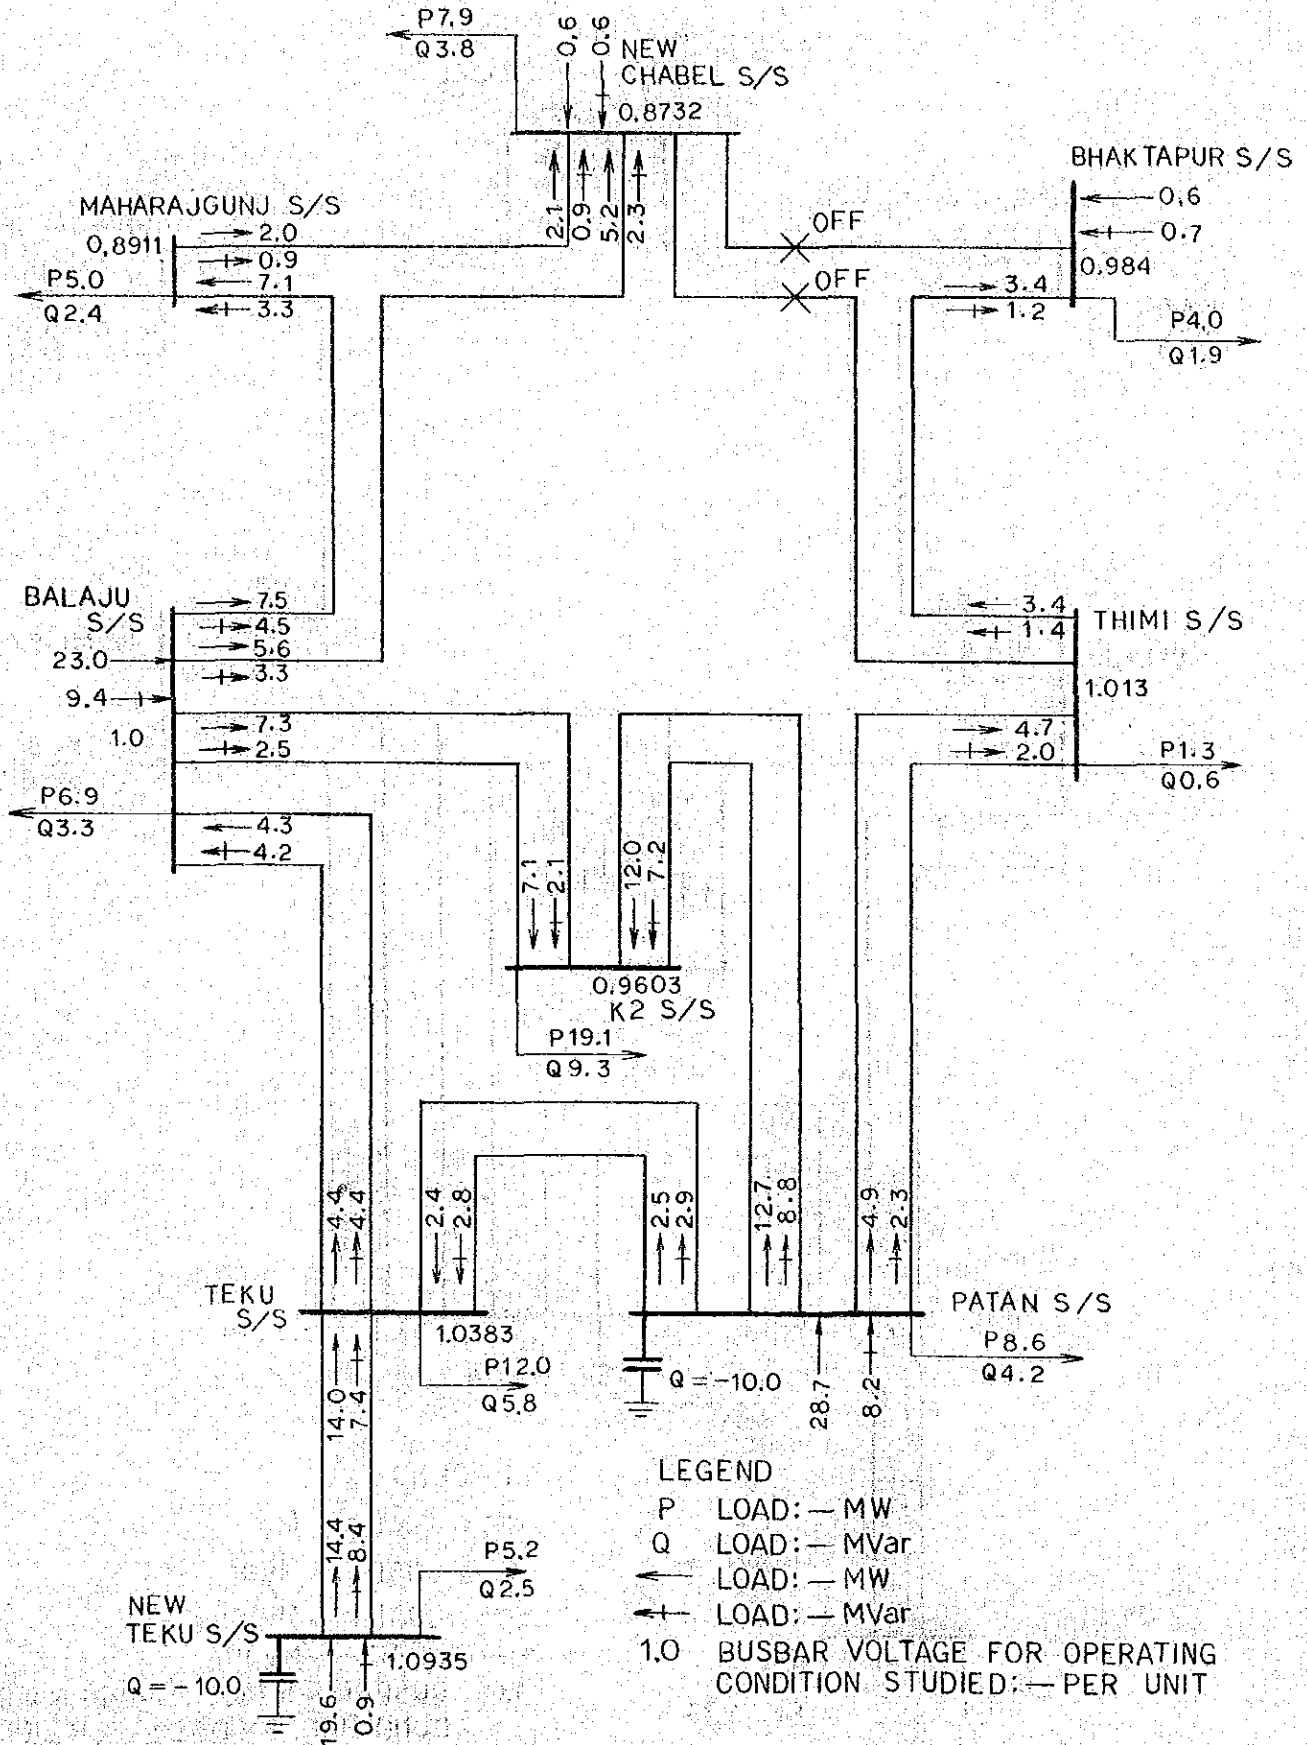 P7.9
Q3.8
0.6
0.6
NEW
CHABEL S/S
0.8732
BHAKTAPUR S/S
0.6
0.7
0.984
MAHARAJGUNJ S/S
0.8911
2.0
0.9
7.1
3.3
P5.0
Q2.4
2.1
0.9
5.2
2.3
OFF
OFF
3.4
1.2
P4.0
Q1.9
BALAJU
S/S
7.5
4.5
5.6
3.3
23.0
9.4
1.0
7.3
2.5
P6.9
Q3.3
4.3
4.2
3.4
1.4
THIMI S/S
1.013
4.7
2.0
P1.3
Q0.6
7.1
2.1
12.0
7.2
0.9603
K2 S/S
P19.1
Q9.3
4.4
4.4
2.4
2.8
2.5
2.9
12.7
8.8
4.9
2.3
TEKU
S/S
1.0383
PATAN S/S
P12.0
Q5.8
Q=-10.0
28.7
8.2
P8.6
Q4.2
14.0
7.4
14.4
8.4
P5.2
Q2.5
NEW
TEKU S/S
1.0935
Q=-10.0
19.6
0.9
LEGEND
P LOAD:— MW
Q LOAD:— MVar
LOAD:— MW
LOAD:— MVar
1.0 BUSBAR VOLTAGE FOR OPERATING
CONDITION STUDIED:— PER UNIT